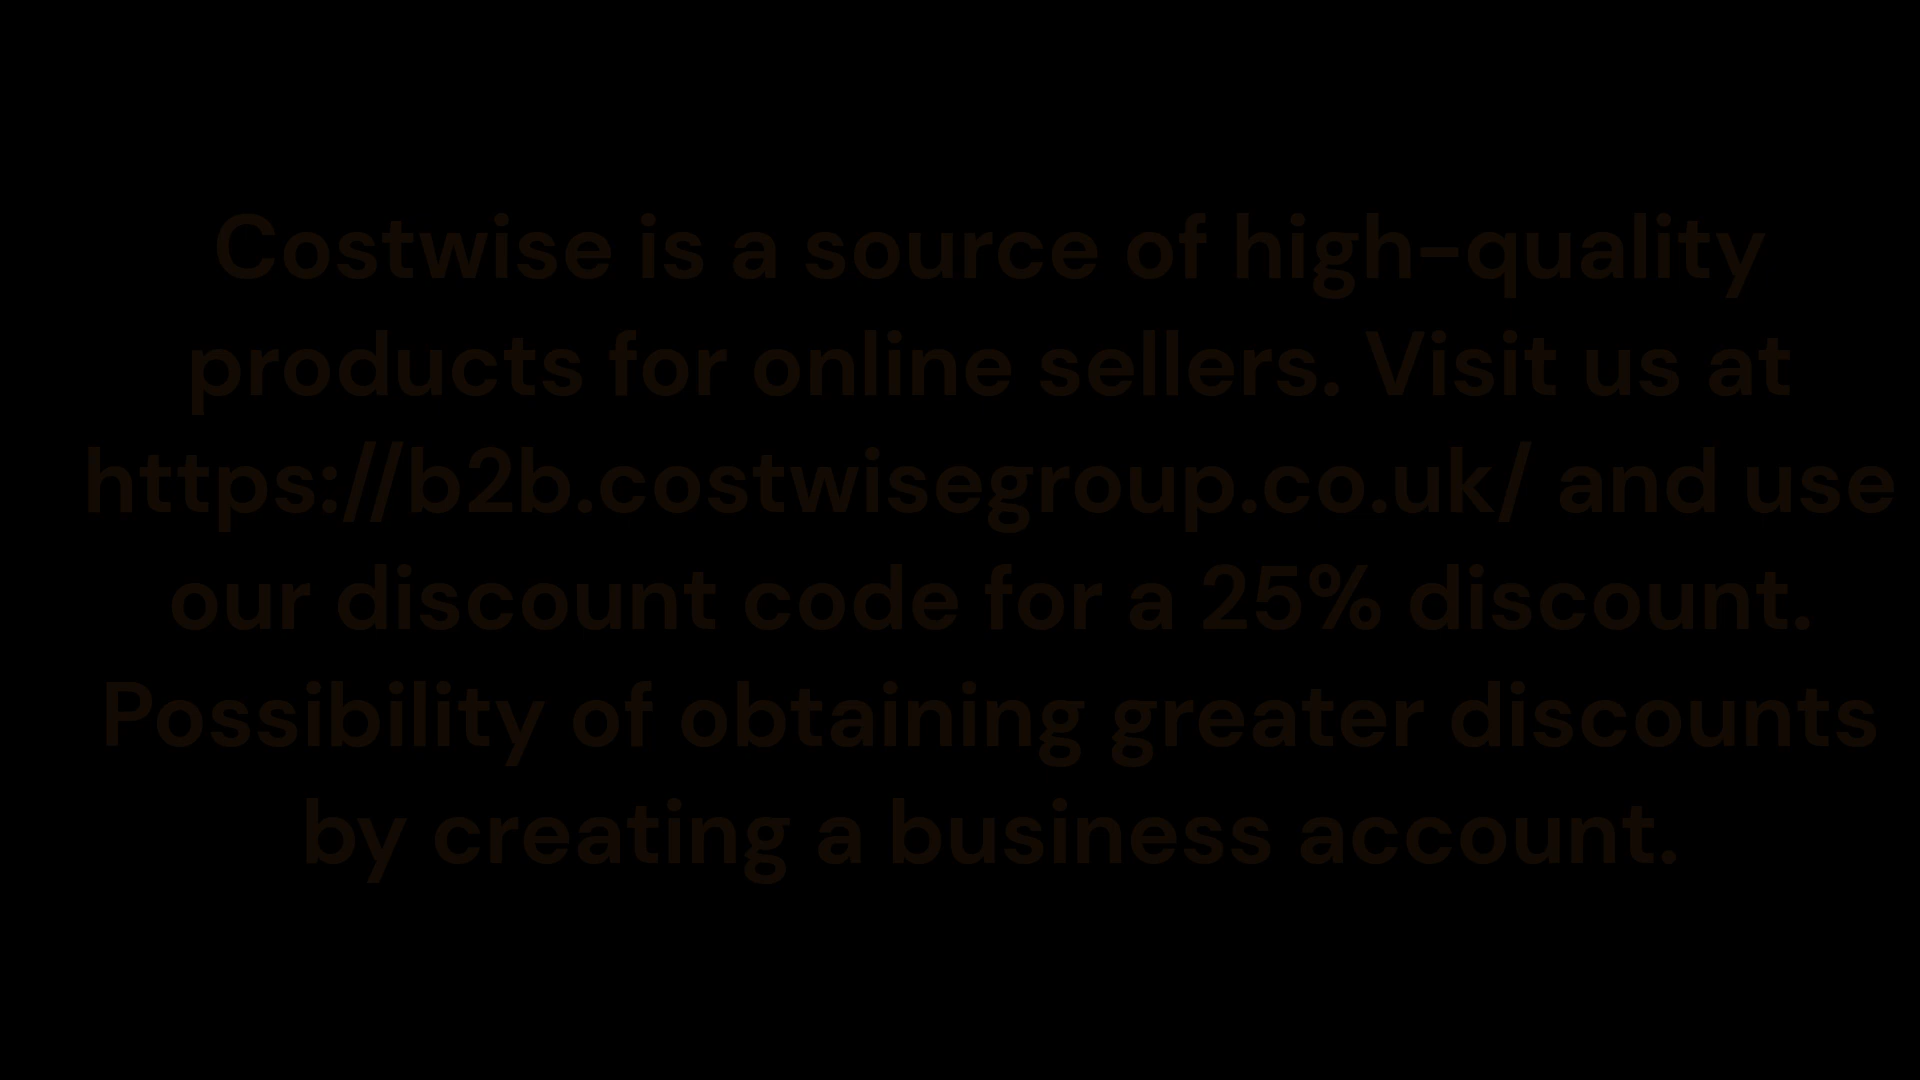 Costwise is a source of high-quality
products for online sellers. Visit us at
https://b2b.costwisegroup.co.uk/ and use
our discount code for a 25% discount.
Possibility of obtaining greater discounts
by creating a business account.